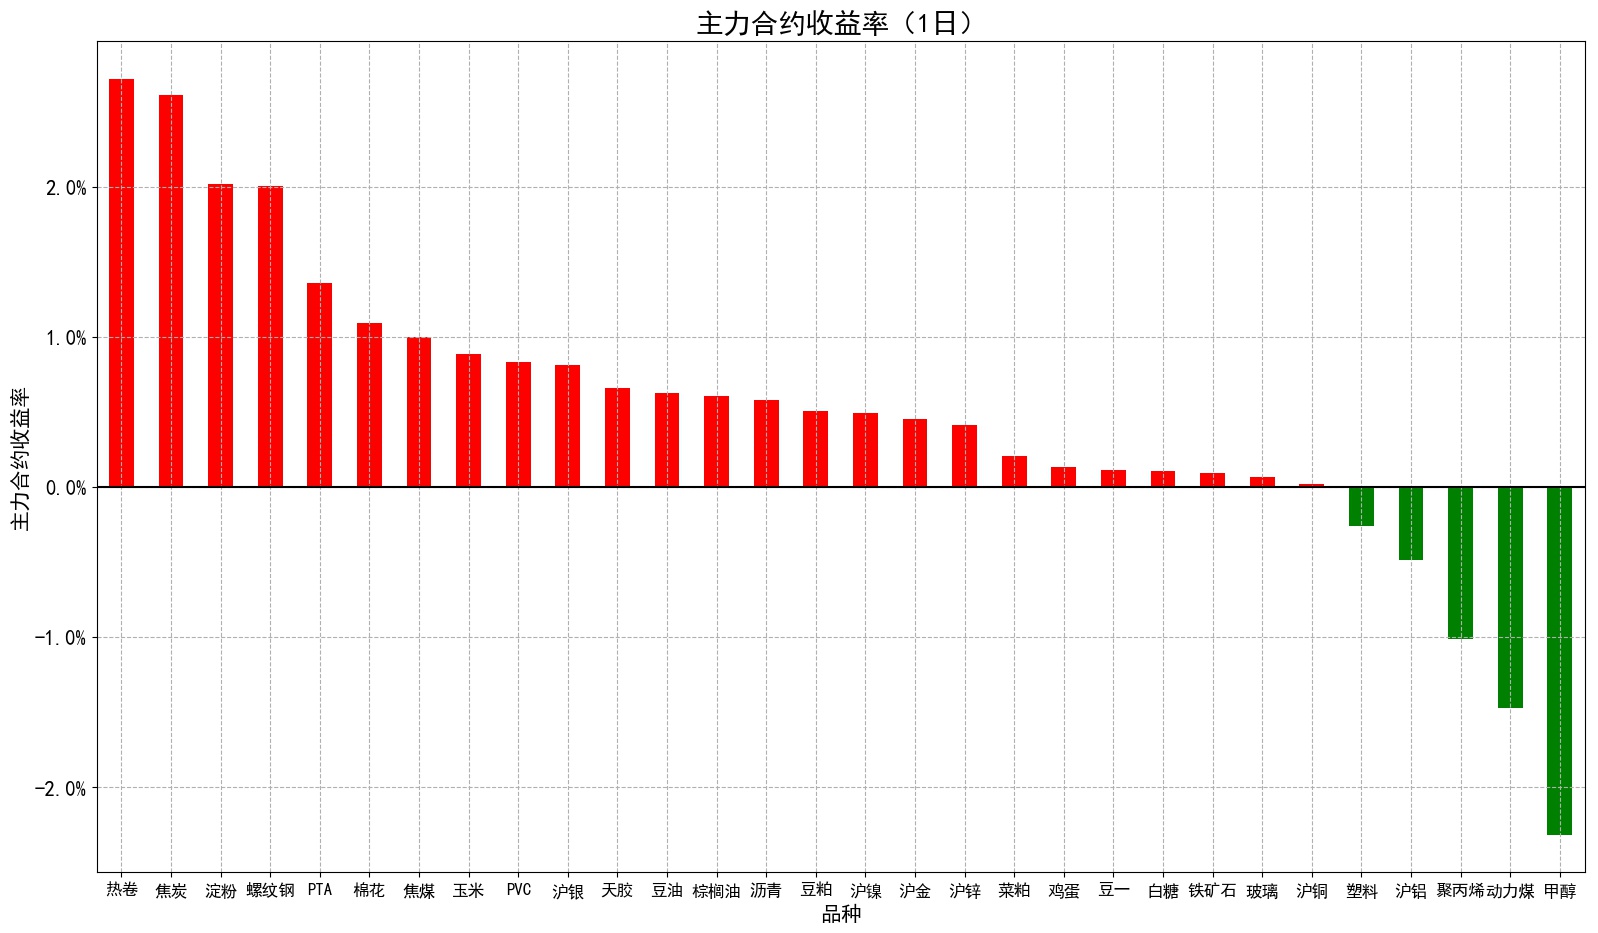 主力合约收益率（1日）
主力合约收益率
2.0%
1.0%
0.0%
-1.0%
-2.0%
热卷 焦炭 淀粉 螺纹钢 PTA 棉花 焦煤 玉米 PVC 沪银 天胶 豆油 棕榈油 沥青 豆粕 沪镍 沪金 沪锌 菜粕 鸡蛋 豆一 白糖 铁矿石 玻璃 沪铜 塑料 沪铝 聚丙烯 动力煤 甲醇
品种